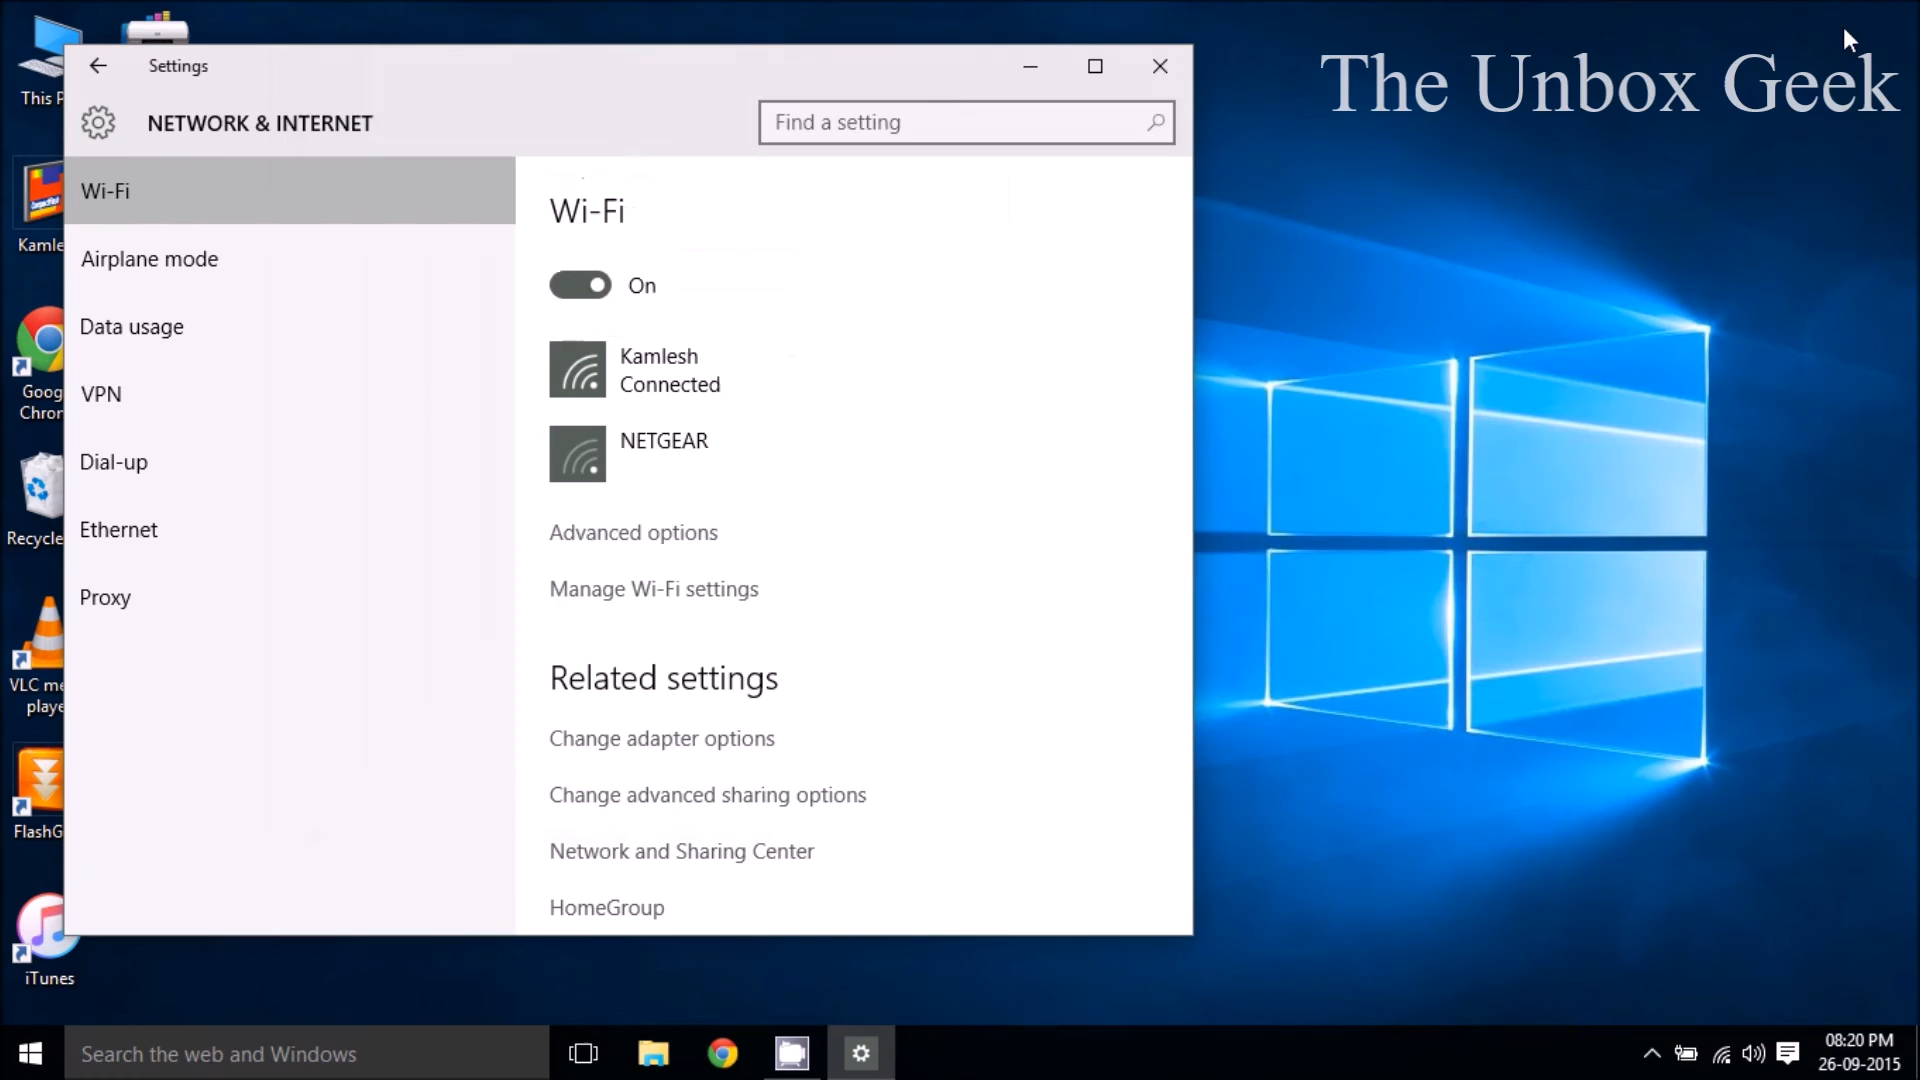 The Unbox Geek
This P
Kamle
Goog
Chron
Recycle
VLC me
playe
FlashG
iTunes
Settings
NETWORK & INTERNET
Find a setting
Wi-Fi
Airplane mode
Data usage
VPN
Dial-up
Ethernet
Proxy
Wi-Fi
On
Kamlesh
Connected
NETGEAR
Advanced options
Manage Wi-Fi settings
Related settings
Change adapter options
Change advanced sharing options
Network and Sharing Center
HomeGroup
Search the web and Windows
08:20 PM
26-09-2015